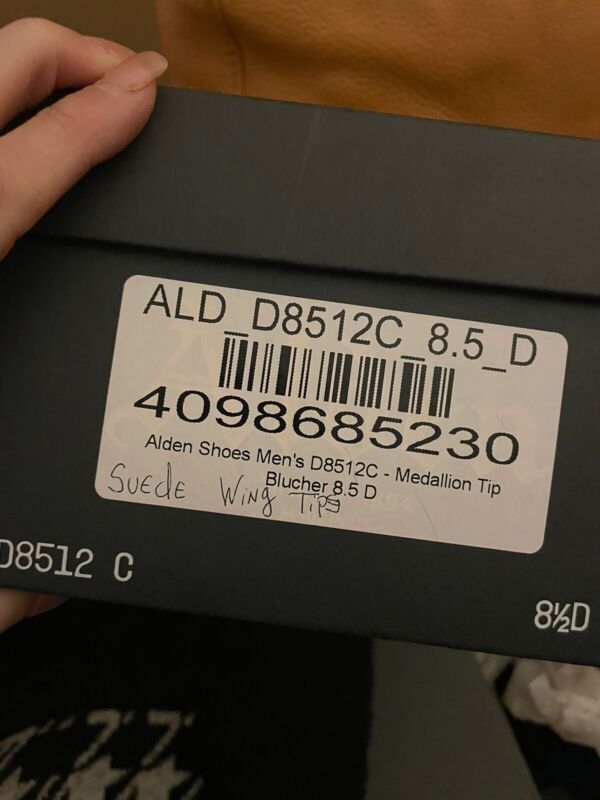 ALD_D8512C_8.5_D
4098685230
Alden Shoes Men's D8512C - Medallion Tip
Blucher 8.5 D
Suede Wing Tips
D8512 C
8½D